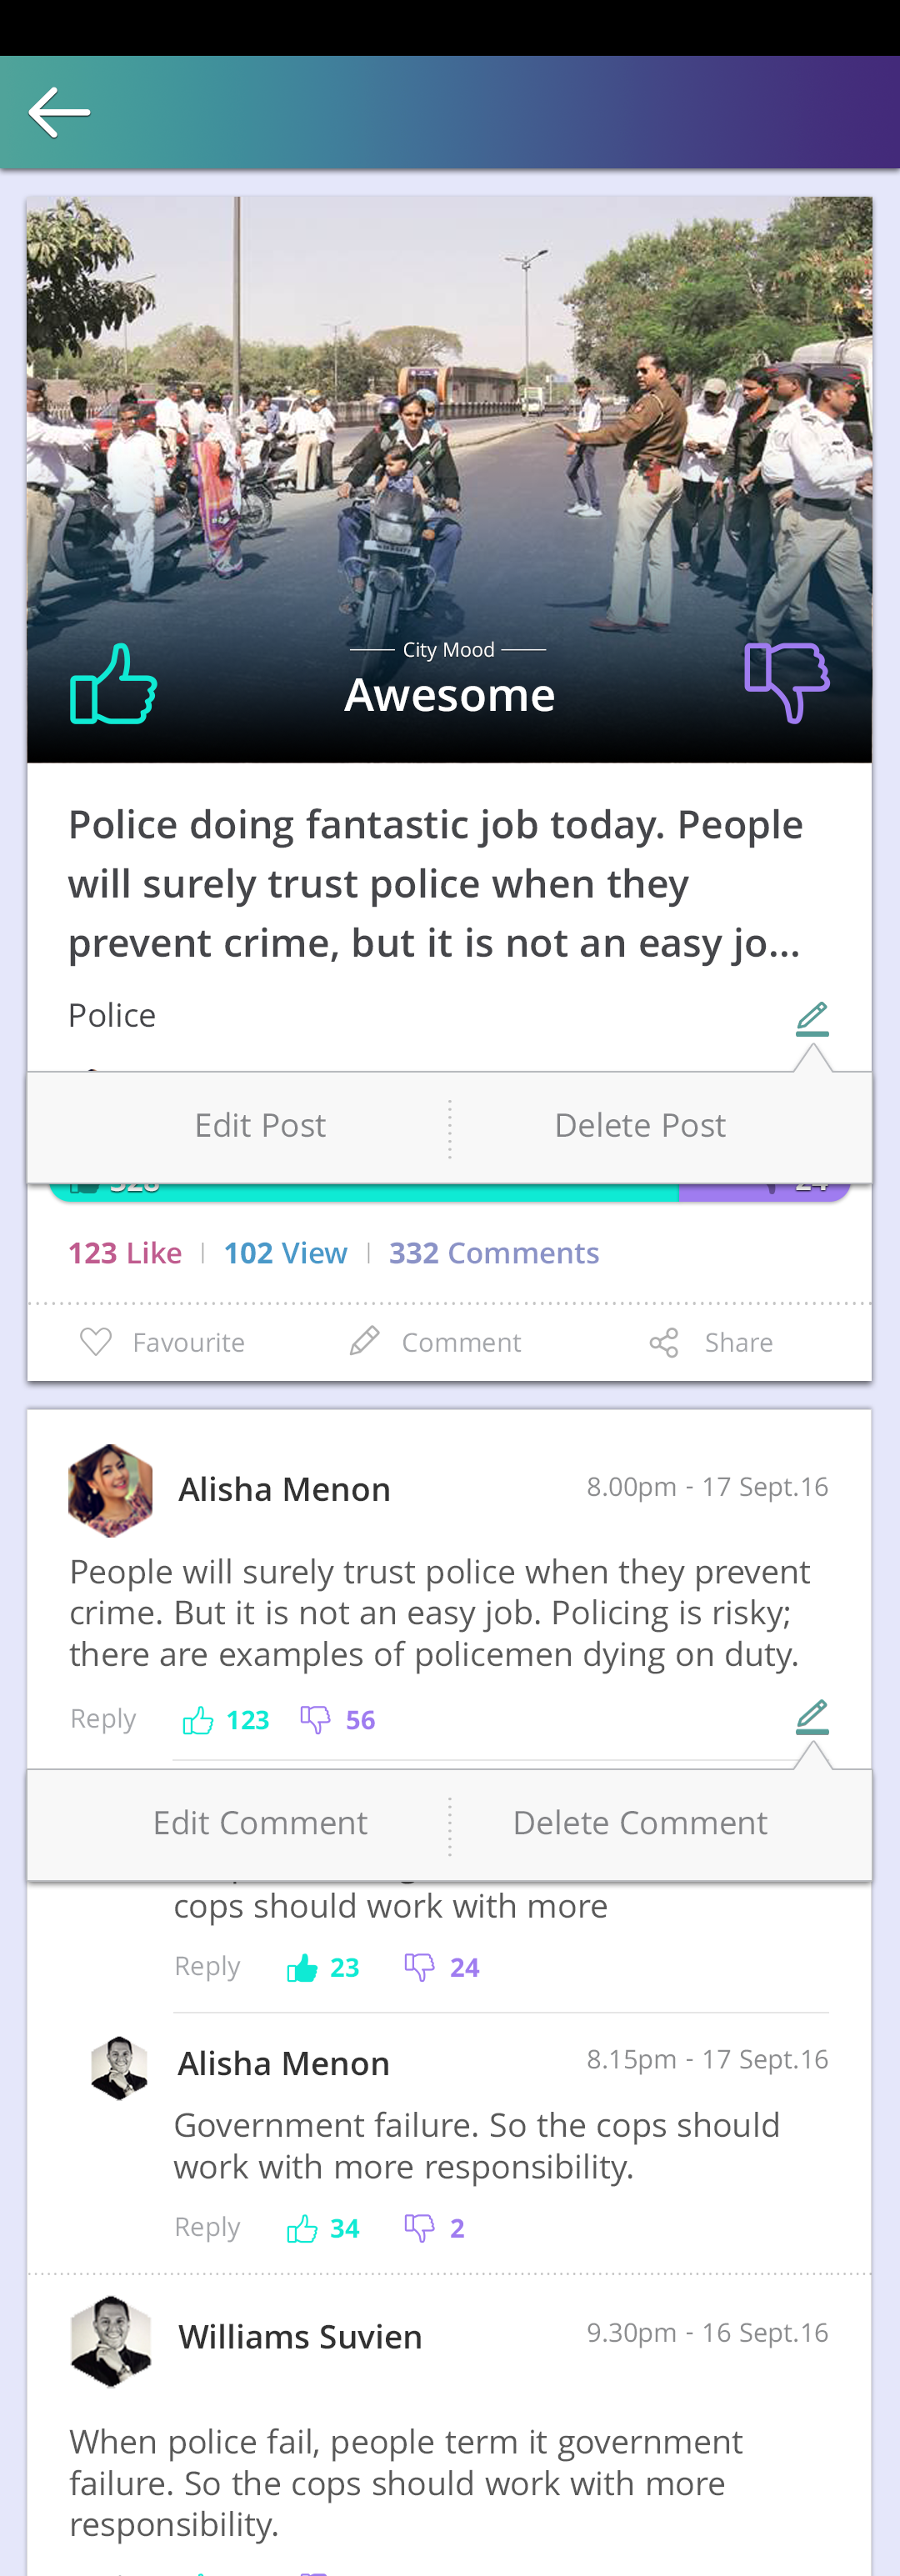 City Mood
Awesome
Police doing fantastic job today. People
will surely trust police when they
prevent crime, but it is not an easy jo...
Police
Edit Post
Delete Post
328
24
123 Like
102 View
332 Comments
Favourite
Comment
Share
Alisha Menon
8.00pm - 17 Sept.16
People will surely trust police when they prevent
crime. But it is not an easy job. Policing is risky;
there are examples of policemen dying on duty.
Reply
123
56
Edit Comment
Delete Comment
cops should work with more
Reply
23
24
Alisha Menon
8.15pm - 17 Sept.16
Government failure. So the cops should
work with more responsibility.
Reply
34
2
Williams Suvien
9.30pm - 16 Sept.16
When police fail, people term it government
failure. So the cops should work with more
responsibility.